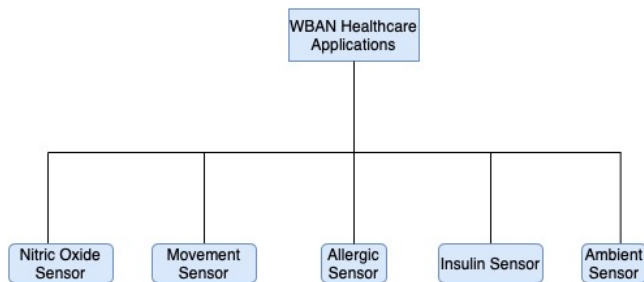 WBAN Healthcare
Applications
Nitric Oxide
Sensor
Movement
Sensor
Allergic
Sensor
Insulin Sensor
Ambient
Sensor